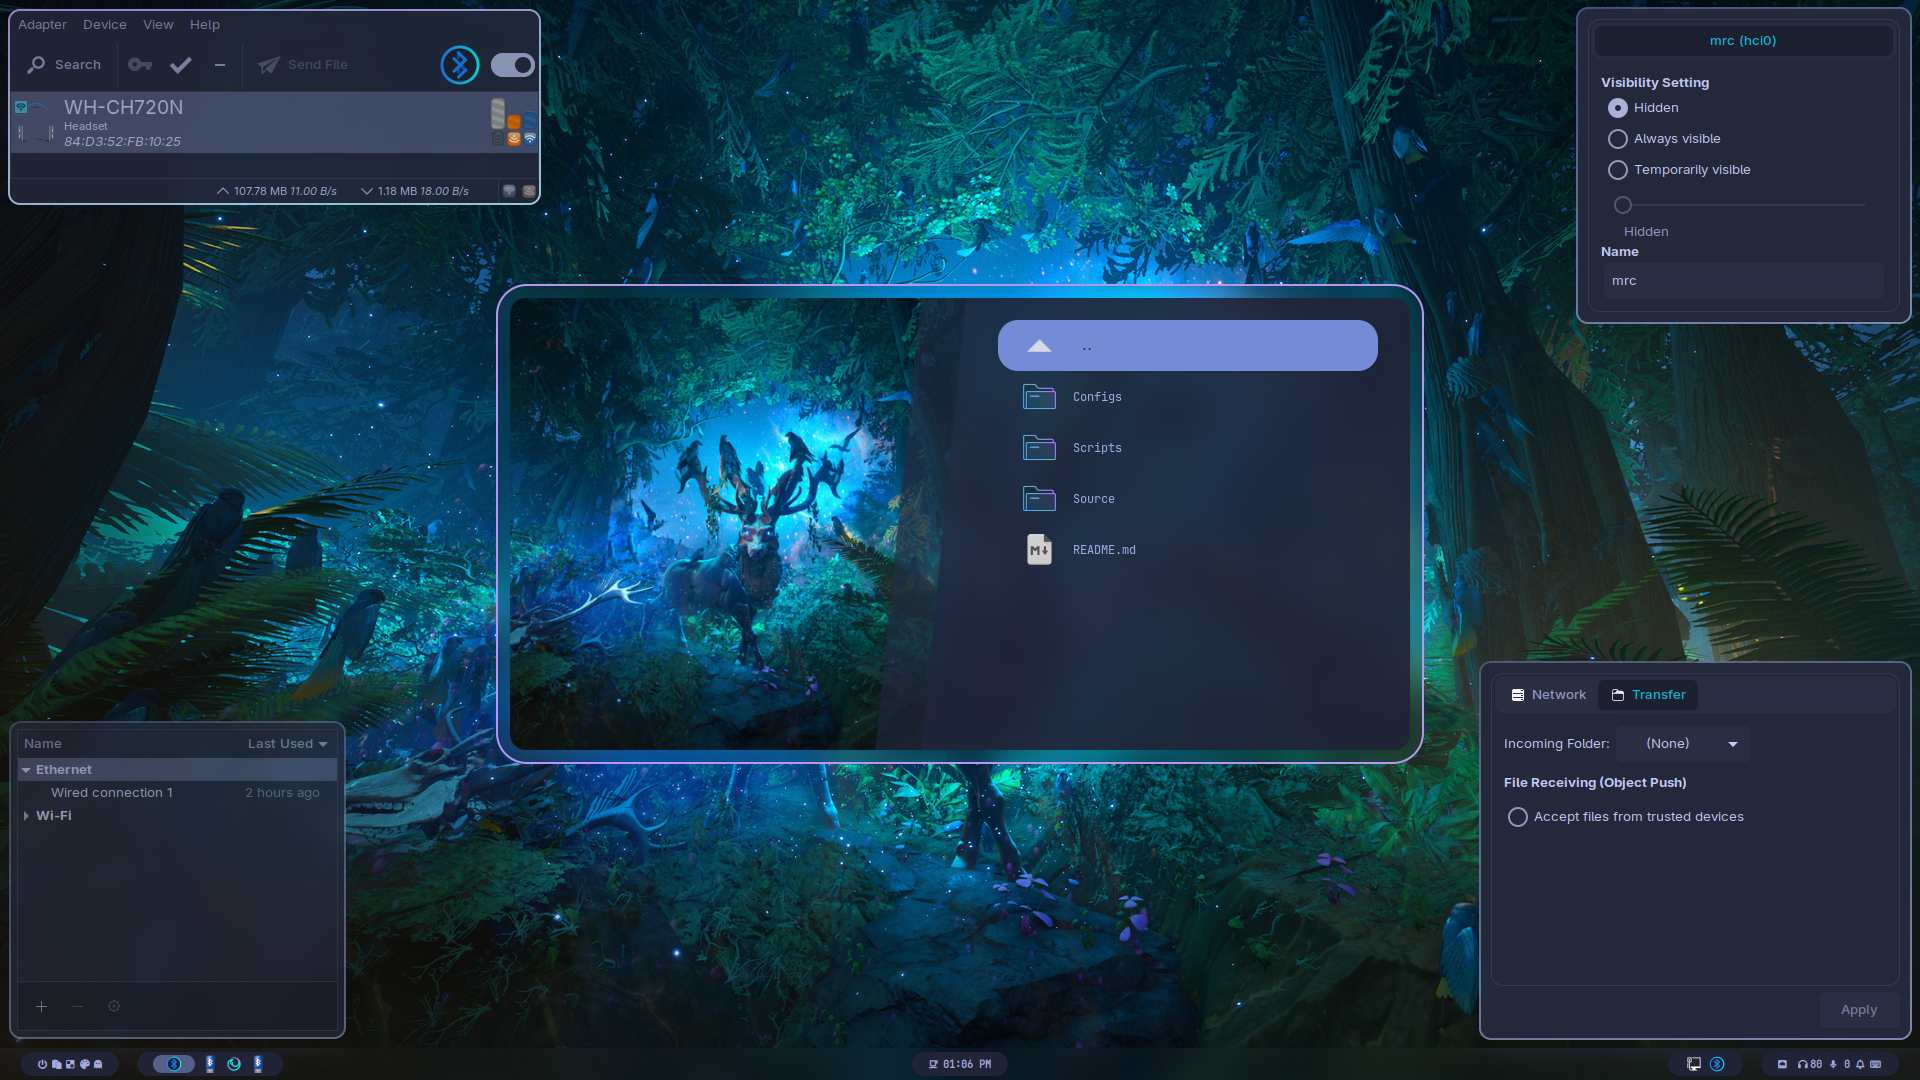 Adapter Device View Help
Search Send File
WH-CH720N
Headset
84:D3:52:FB:10:25
107.78 MB 11.00 B/s 1.18 MB 18.00 B/s
mrc (hci0)
Visibility Setting
Hidden
Always visible
Temporarily visible
Hidden
Name
mrc
..
Configs
Scripts
Source
README.md
Name Last Used
Ethernet
Wired connection 1 2 hours ago
Wi-Fi
Network Transfer
Incoming Folder: (None)
File Receiving (Object Push)
Accept files from trusted devices
Apply
01:06 PM
80 0